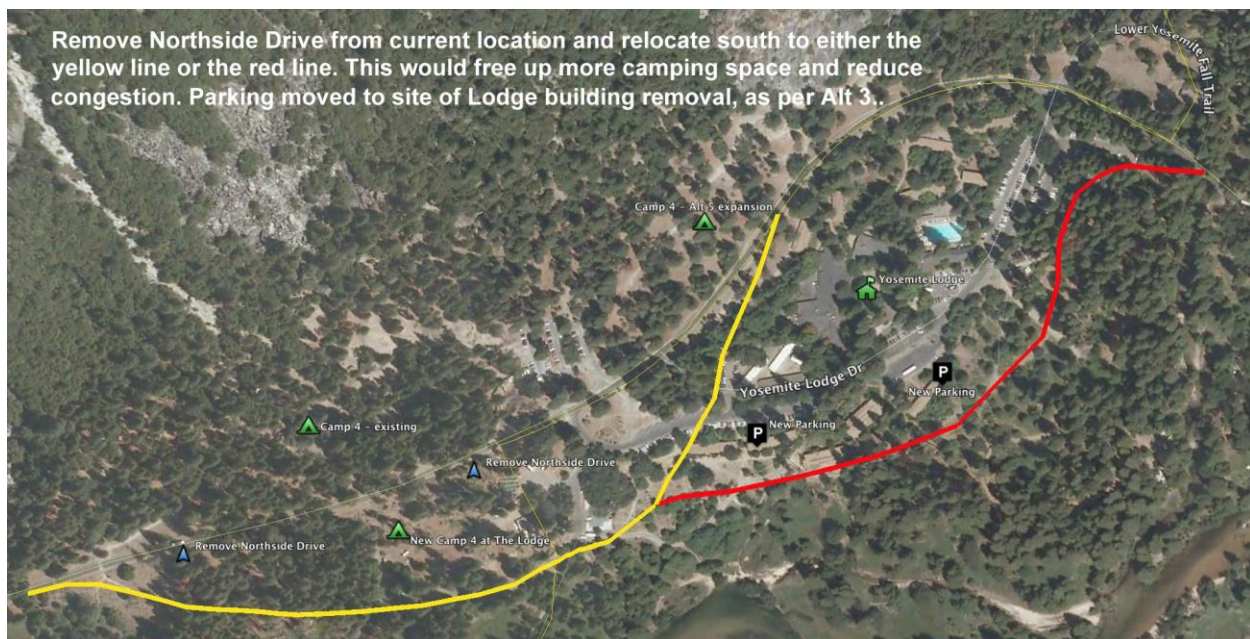 Remove Northside Drive from current location and relocate south to either the
yellow line or the red line. This would free up more camping space and reduce
congestion. Parking moved to site of Lodge building removal, as per Alt 3..
Lower Yosemite Fall Trail
Camp 4 - Alt 5 expansion
Yosemite Lodge
Yosemite Lodge Dr
P
New Parking
P
New Parking
Camp 4 - existing
Remove Northside Drive
New Camp 4 at The Lodge
Remove Northside Drive